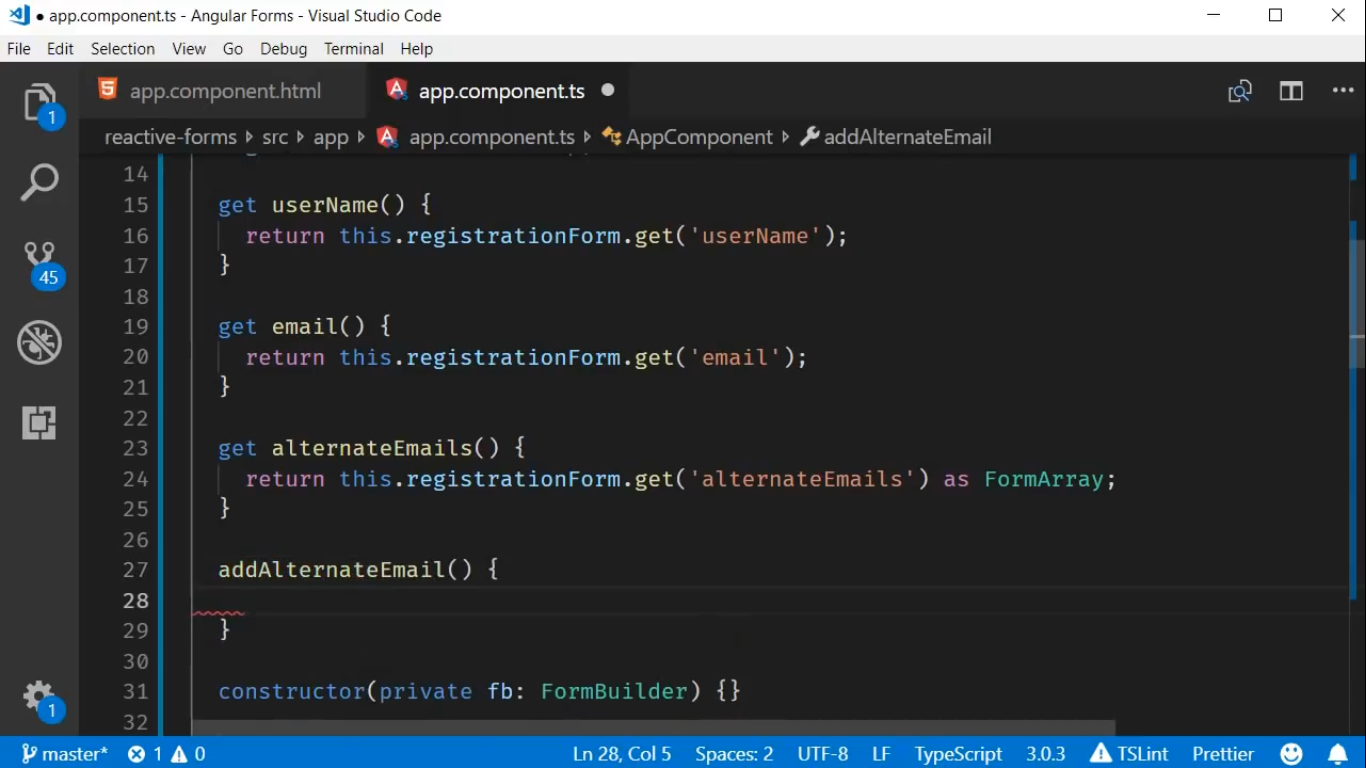 ● app.component.ts - Angular Forms - Visual Studio Code
File Edit Selection View Go Debug Terminal Help
app.component.html app.component.ts
reactive-forms src app app.component.ts AppComponent addAlternateEmail
1
45
1
14
15 get userName() {
16 return this.registrationForm.get('userName');
17 }
18
19 get email() {
20 return this.registrationForm.get('email');
21 }
22
23 get alternateEmails() {
24 return this.registrationForm.get('alternateEmails') as FormArray;
25 }
26
27 addAlternateEmail() {
28
29 }
30
31 constructor(private fb: FormBuilder) {}
32
master* 1 0 Ln 28, Col 5 Spaces: 2 UTF-8 LF TypeScript 3.0.3 TSLint Prettier